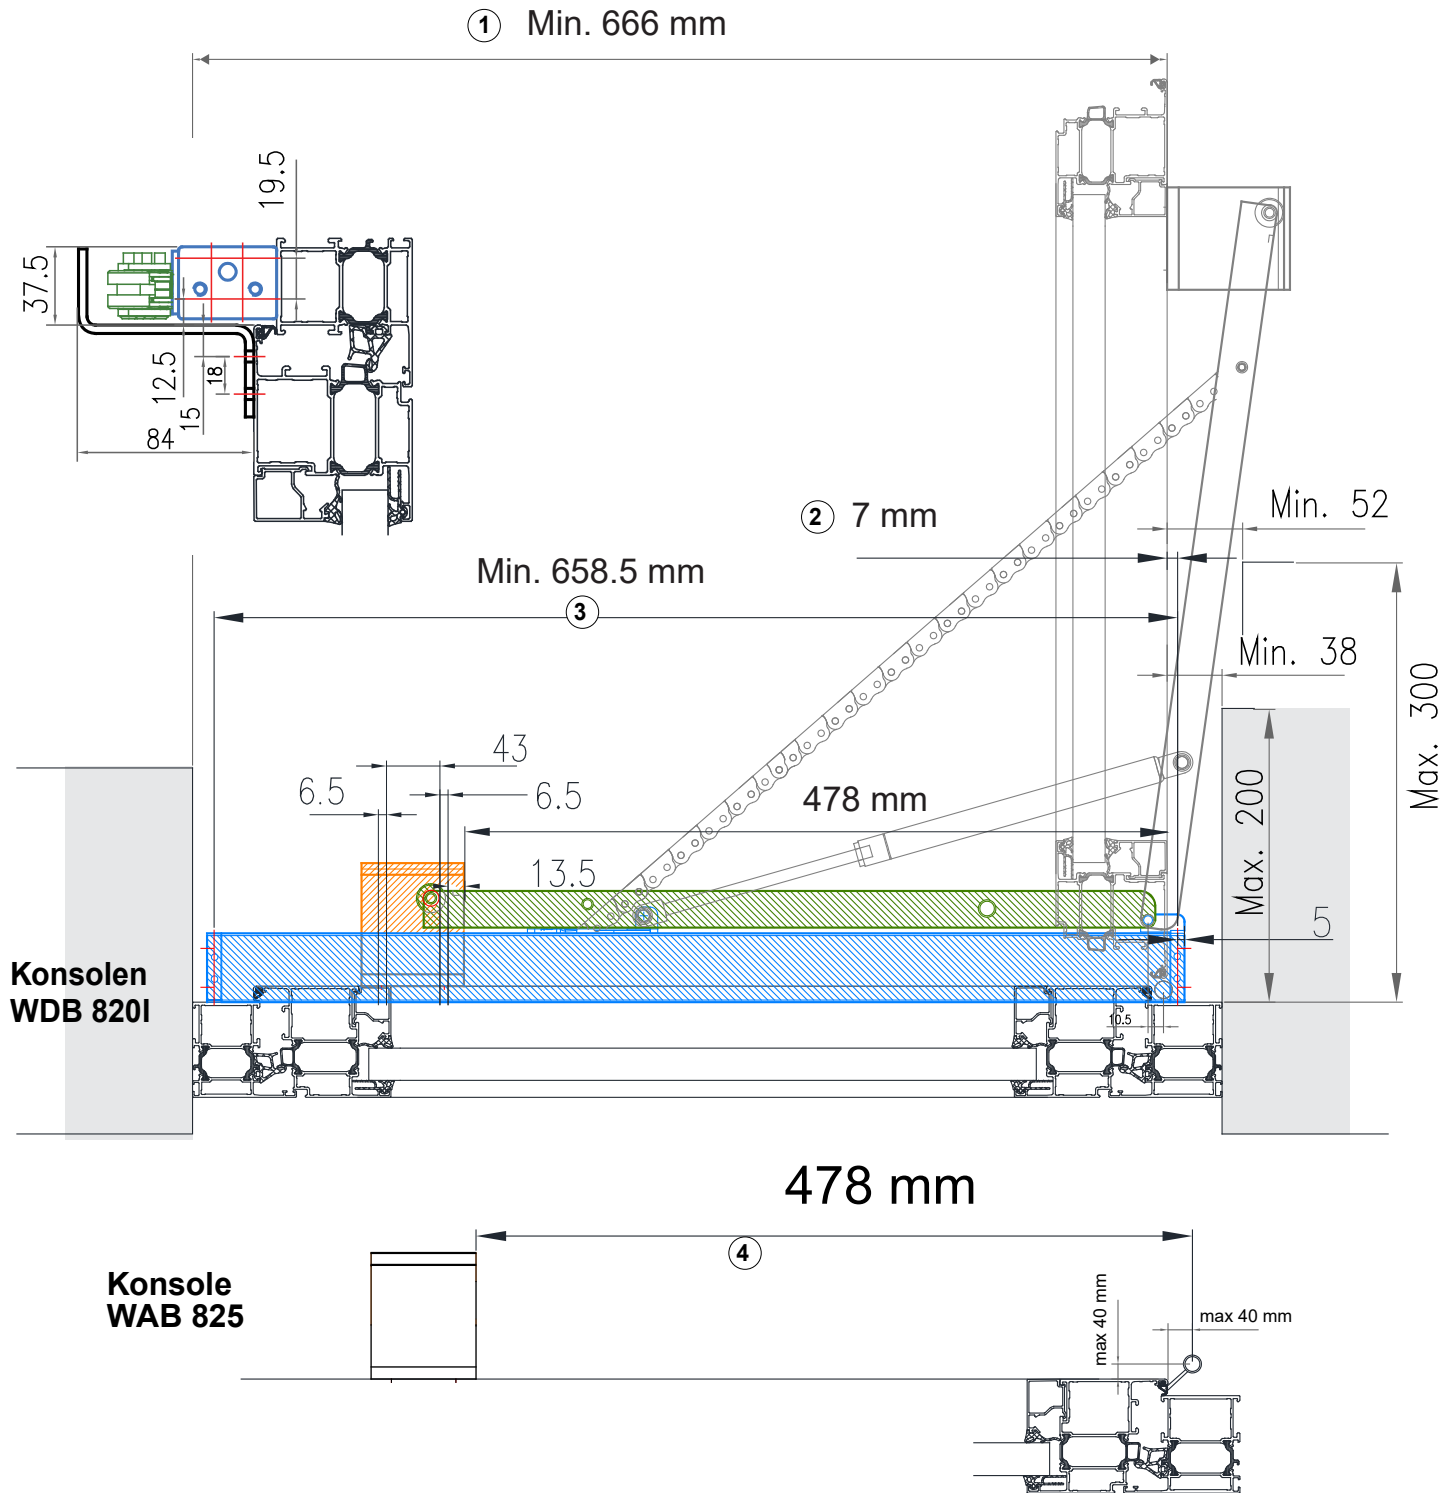 1 Min. 666 mm
19.5
37.5
12.5
18
15
84
2 7 mm
Min. 52
Min. 658.5 mm
3
Min. 38
Max. 300
43
6.5
6.5
478 mm
Max. 200
13.5
5
Konsolen
WDB 820I
10.5
478 mm
4
Konsole
WAB 825
max 40 mm
max 40 mm